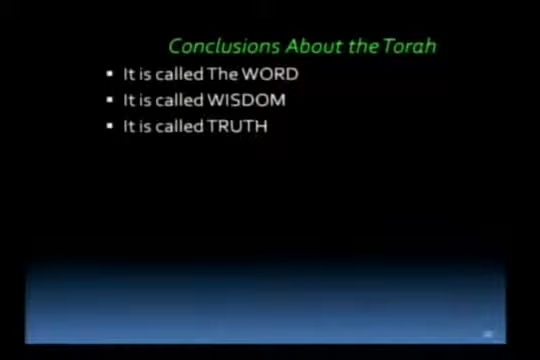 Conclusions About the Torah
▪ It is called The WORD
▪ It is called WISDOM
▪ It is called TRUTH